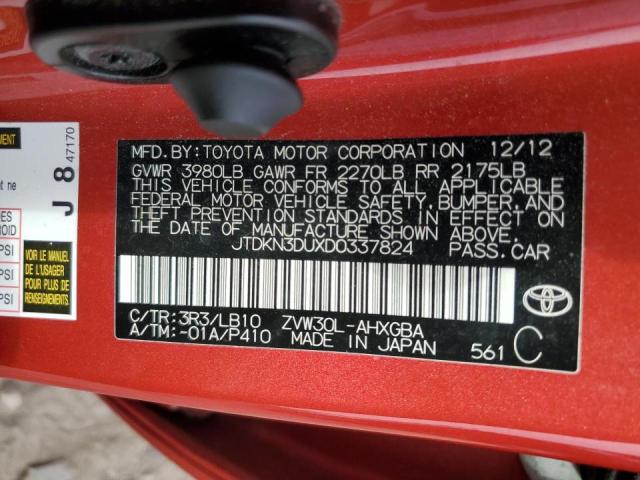 MFD. BY: TOYOTA MOTOR CORPORATION 12/12
GVWR 3980LB GAWR FR 2270LB RR 2175LB
THIS VEHICLE CONFORMS TO ALL APPLICABLE
FEDERAL MOTOR VEHICLE SAFETY, BUMPER, AND
THEFT PREVENTION STANDARDS IN EFFECT ON
THE DATE OF MANUFACTURE SHOWN ABOVE.
JTDKN3DUXD0337824 PASS.CAR
C/TR: 3R3/LB10 ZVW30L-AHXGBA
A/TM: -01A/P410 MADE IN JAPAN 561 C
TOYOTA
J 8 47170
ne
PSI
PSI
VOIR LE MANUEL
DE L'USAGER
POUR PLUS DE
RENSEIGNEMENTS